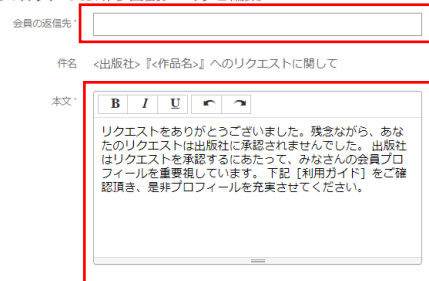 会員の返信先*
件名 <出版社>『<作品名>』へのリクエストに関して
本文*
B I U
リクエストをありがとうございました。残念ながら、あな
たのリクエストは出版社に承認されませんでした。 出版社
はリクエストを承認するにあたって、みなさんの会員プロ
フィールを重要視しています。 下記［利用ガイド］をご確
認頂き、是非プロフィールを充実させてください。